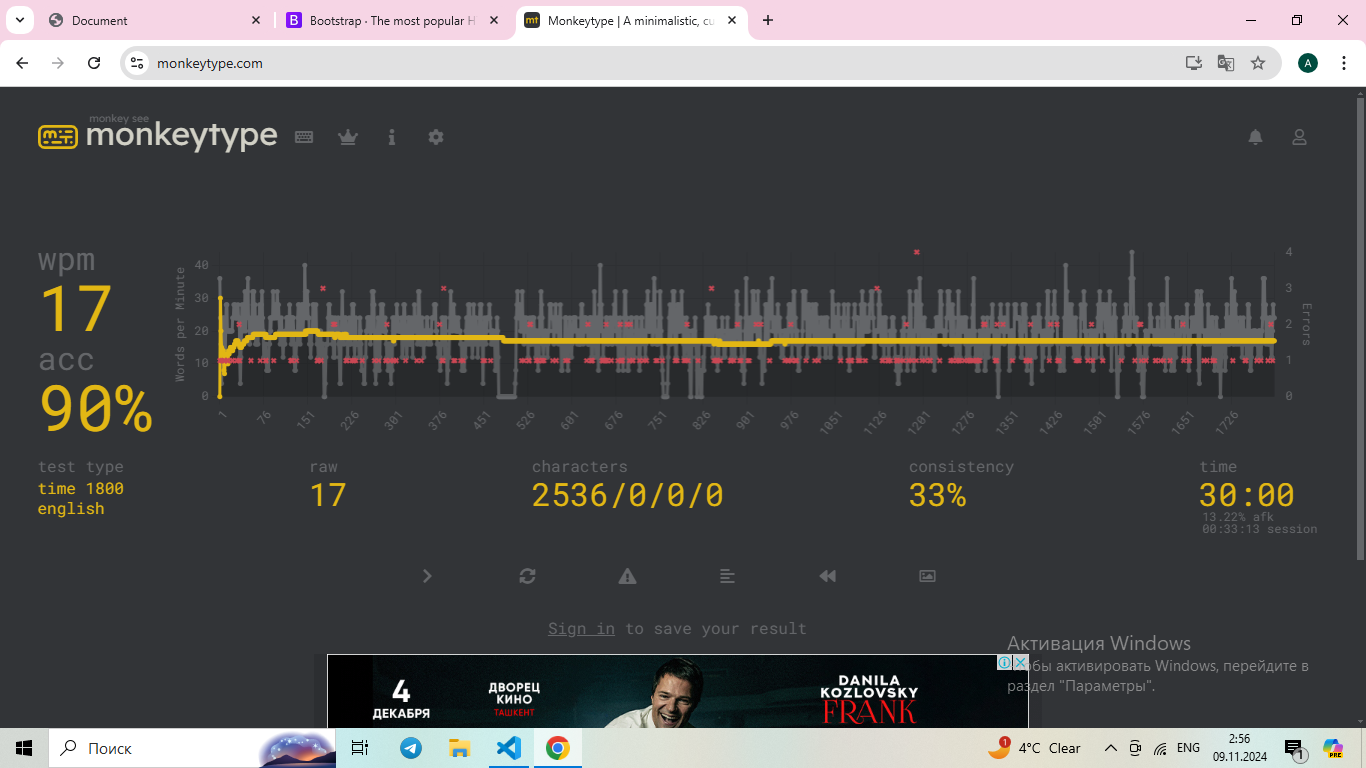 Document
Bootstrap · The most popular H
mt
Monkeytype | A minimalistic, cu
monkeytype.com
A
monkey see
monkeytype
wpm
17
acc
90%
Words per Minute
40
30
20
10
0
4
3
2
1
0
Errors
1
76
151
226
301
376
451
526
601
676
751
826
901
976
1051
1126
1201
1276
1351
1426
1501
1576
1651
1726
test type
time 1800
english
raw
17
characters
2536/0/0/0
consistency
33%
time
30:00
13.22% afk
00:33:13 session
Sign in to save your result
Активация Windows
Чтобы активировать Windows, перейдите в
раздел "Параметры".
4
ДЕКАБРЯ
ДВОРЕЦ
КИНО
ТАШКЕНТ
DANILA
KOZLOVSKY
FRANK
Поиск
1
4°C Clear
ENG
2:56
09.11.2024
1
PRE